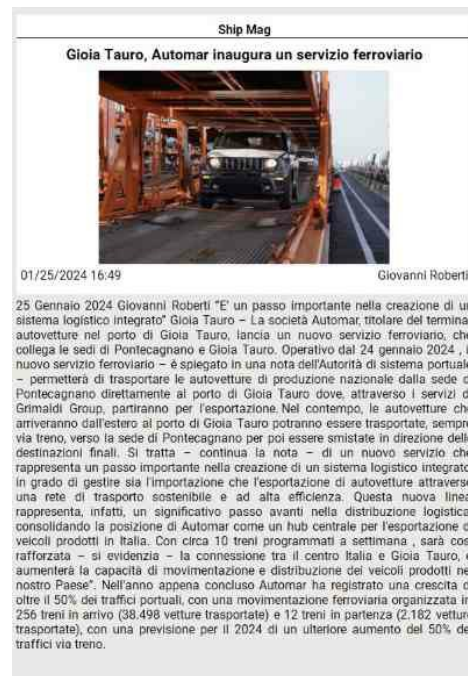 Ship Mag
Gioia Tauro, Automar inaugura un servizio ferroviario
01/25/2024 16:49
Giovanni Roberti
25 Gennaio 2024 Giovanni Roberti "E' un passo importante nella creazione di un
sistema logistico integrato" Gioia Tauro – La società Automar, titolare del terminal
autovetture nel porto di Gioia Tauro, lancia un nuovo servizio ferroviario, che
collega le sedi di Pontecagnano e Gioia Tauro. Operativo dal 24 gennaio 2024 , i
nuovo servizio ferroviario – è spiegato in una nota dell'Autorità di sistema portuale
– permetterà di trasportare le autovetture di produzione nazionale dalla sede d
Pontecagnano direttamente al porto di Gioia Tauro dove, attraverso i servizi d
Grimaldi Group, partiranno per l'esportazione. Nel contempo, le autovetture che
arriveranno dall'estero al porto di Gioia Tauro potranno essere trasportate, sempre
via treno, verso la sede di Pontecagnano per poi essere smistate in direzione delle
destinazioni finali. Si tratta – continua la nota – di un nuovo servizio che
rappresenta un passo importante nella creazione di un sistema logistico integrato
in grado di gestire sia l'importazione che l'esportazione di autovetture attraverso
una rete di trasporto sostenibile e ad alta efficienza. Questa nuova linea
rappresenta, infatti, un significativo passo avanti nella distribuzione logistica,
consolidando la posizione di Automar come un hub centrale per l'esportazione d
veicoli prodotti in Italia. Con circa 10 treni programmati a settimana , sarà cos
rafforzata – si evidenzia – la connessione tra il centro Italia e Gioia Tauro, e
aumenterà la capacità di movimentazione e distribuzione dei veicoli prodotti ne
nostro Paese". Nell'anno appena concluso Automar ha registrato una crescita d
oltre il 50% dei traffici portuali, con una movimentazione ferroviaria organizzata in
256 treni in arrivo (38.498 vetture trasportate) e 12 treni in partenza (2.182 vetture
trasportate), con una previsione per il 2024 di un ulteriore aumento del 50% de
traffici via treno.